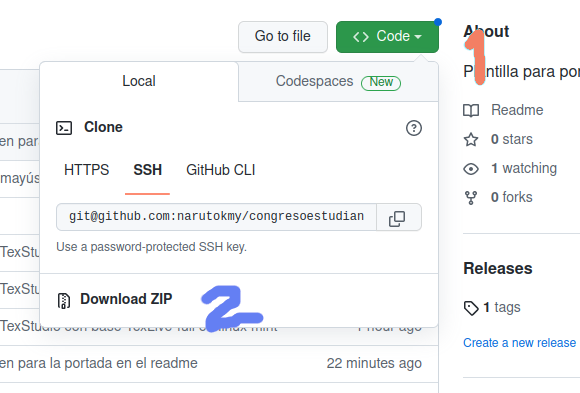 Go to file
Code
About
1
Local
Codespaces New
Plantilla para por
Clone
Readme
en par
0 stars
mayús
HTTPS SSH GitHub CLI
1 watching
0 forks
git@github.com:narutokmy/congresoestudian
Use a password-protected SSH key.
TexStu
Releases
TexStu
Download ZIP
2
1 tags
TexStudio con base TexLive full en linux mint
1 hour ago
Create a new release
en para la portada en el readme
22 minutes ago